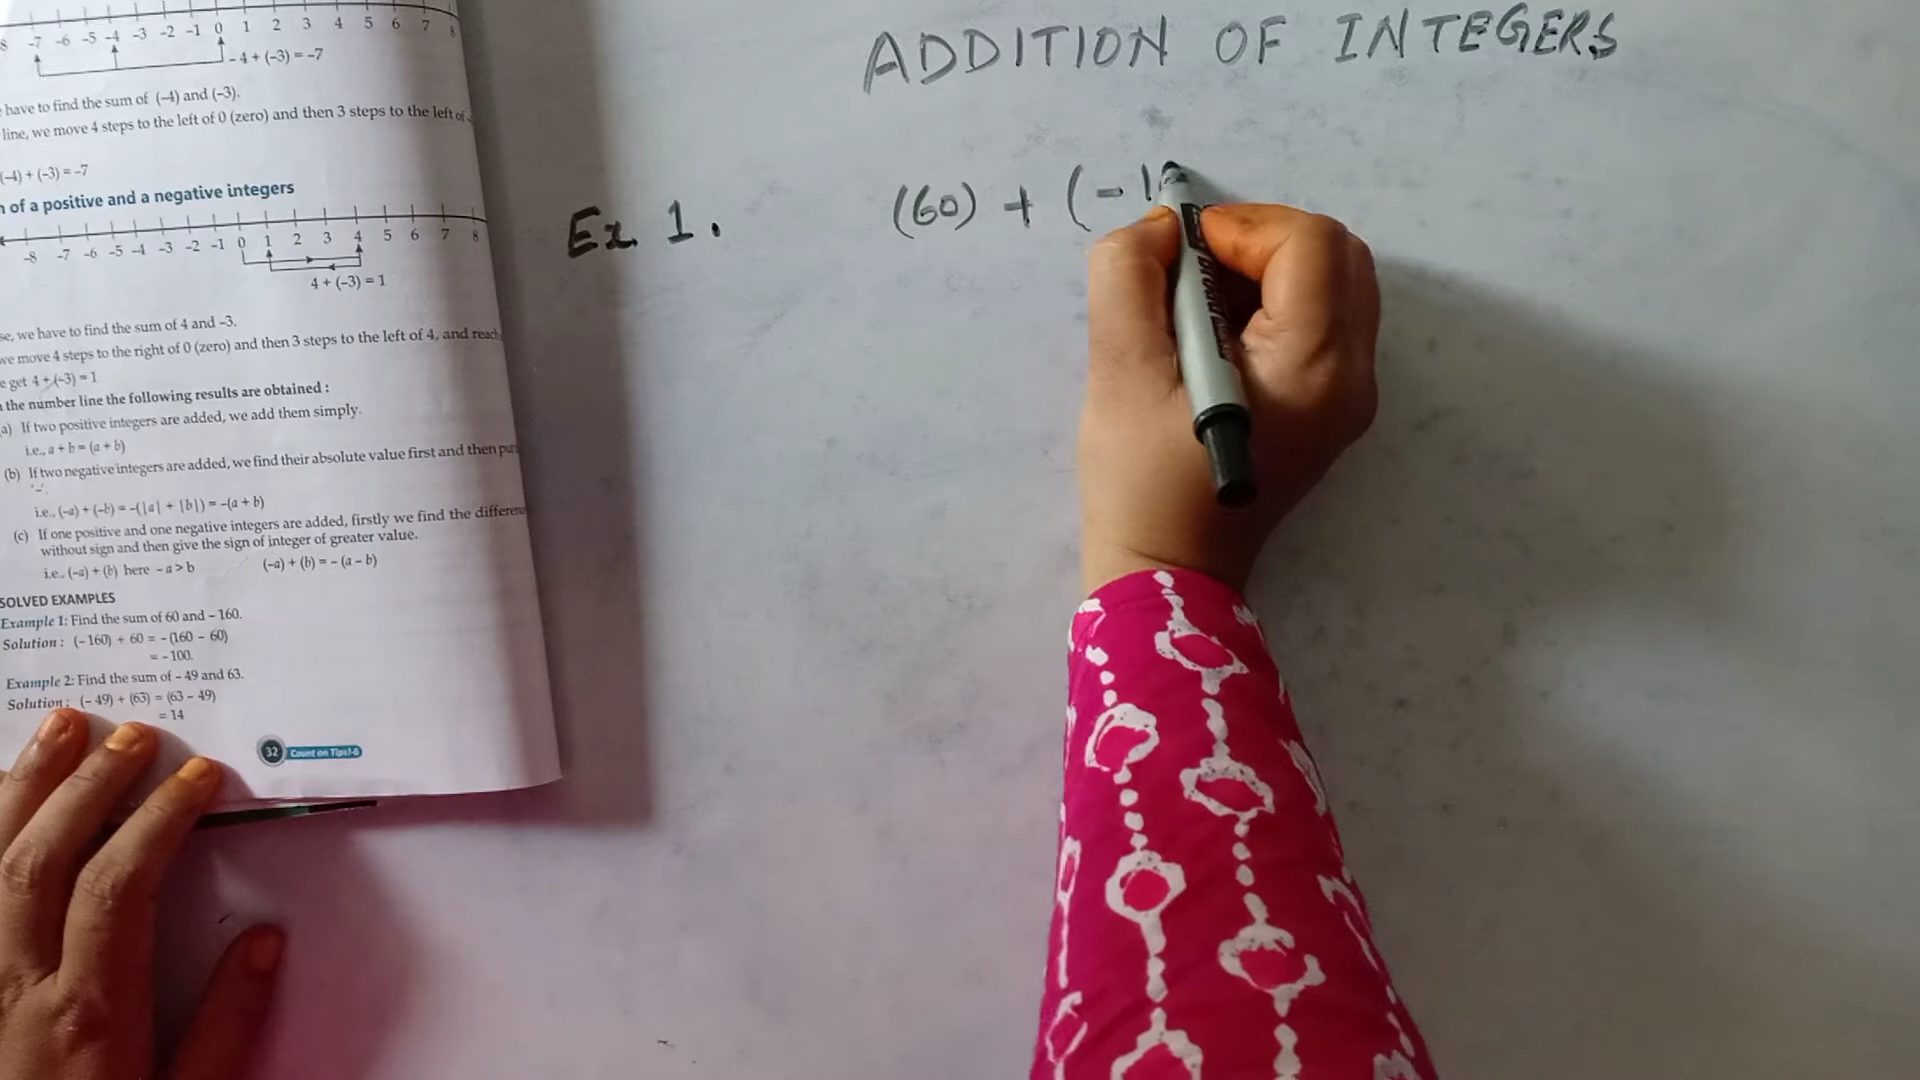 8 -7 -6 -5 -4 -3 -2 -1 0 1 2 3 4 5 6 7
-4 + (-3) = -7
have to find the sum of (-4) and (-3).
line, we move 4 steps to the left of 0 (zero) and then 3 steps to the left of
(-4) + (-3) = -7
of a positive and a negative integers
-8 -7 -6 -5 -4 -3 -2 -1 0 1 2 3 4 5 6 7 8
4 + (-3) = 1
se, we have to find the sum of 4 and -3.
we move 4 steps to the right of 0 (zero) and then 3 steps to the left of 4, and read
get 4 + (-3) = 1
the number line the following results are obtained :
a) If two positive integers are added, we add them simply.
i.e., a + b = (a + b)
(b) If two negative integers are added, we find their absolute value first and then put
'-'.
i.e., (-a) + (-b) = -(|a| + |b|) = -(a + b)
(c) If one positive and one negative integers are added, firstly we find the differen
without sign and then give the sign of integer of greater value.
i.e., (-a) + (b) here - a > b (-a) + (b) = - (a - b)
SOLVED EXAMPLES
Example 1: Find the sum of 60 and - 160.
Solution : (- 160) + 60 = - (160 - 60)
= - 100.
Example 2: Find the sum of - 49 and 63.
Solution : (- 49) + (63) = (63 - 49)
= 14
32 Count on Tips!-6
ADDITION OF INTEGERS
Ex. 1. (60) + (-1